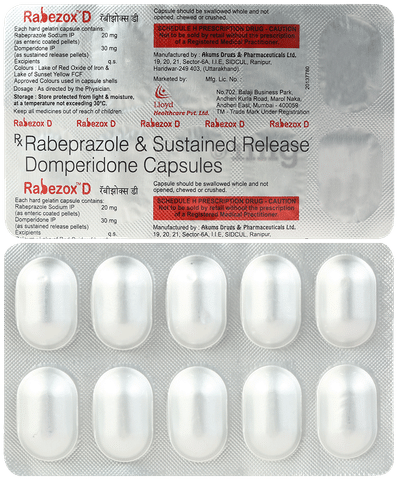 Rabezox™ D रॅबीझोक्स डी
Each hard gelatin capsule contains:
Rabeprazole Sodium IP 20 mg
(as enteric coated pellets)
Domperidone IP 30 mg
(as sustained release pellets)
Excipients q.s.
Colours : Lake of Red Oxide of Iron &
Lake of Sunset Yellow FCF
Approved Colours used in capsule shells
Dosage : As directed by the Physician.
Storage : Store protected from light & moisture,
at a temperature not exceeding 30°C.
Keep all medicines out of reach of children.
Capsule should be swallowed whole and not
opened, chewed or crushed.
SCHEDULE H PRESCRIPTION DRUG - CAUTION
Not to be sold by retail without the prescription
of a Registered Medical Practitioner.
Manufactured by : Akums Drugs & Pharmaceuticals Ltd.
19, 20, 21, Sector-6A, I.I.E, SIDCUL, Ranipur,
Haridwar-249 403, (Uttarakhand).
Marketed by : Mfg. Lic. No. :
Lloyd
Healthcare Pvt. Ltd.
No.702, Balaji Business Park,
Andheri Kurla Road, Marol Naka,
Andheri East, Mumbai - 400059.
TM - Trade Mark Under Registration
Rabezox D Rabezox D Rabezox D Rabezox D Rabezox D
Rx Rabeprazole & Sustained Release
Domperidone Capsules
Rabezox™ D रॅबीझोक्स डी
Each hard gelatin capsule contains:
Rabeprazole Sodium IP 20 mg
(as enteric coated pellets)
Domperidone IP 30 mg
(as sustained release pellets)
Excipients q.s.
Capsule should be swallowed whole and not
opened, chewed or crushed.
SCHEDULE H PRESCRIPTION DRUG - CAUTION
Not to be sold by retail without the prescription
of a Registered Medical Practitioner.
Manufactured by : Akums Drugs & Pharmaceuticals Ltd.
19, 20, 21, Sector-6A, I.I.E, SIDCUL, Ranipur,